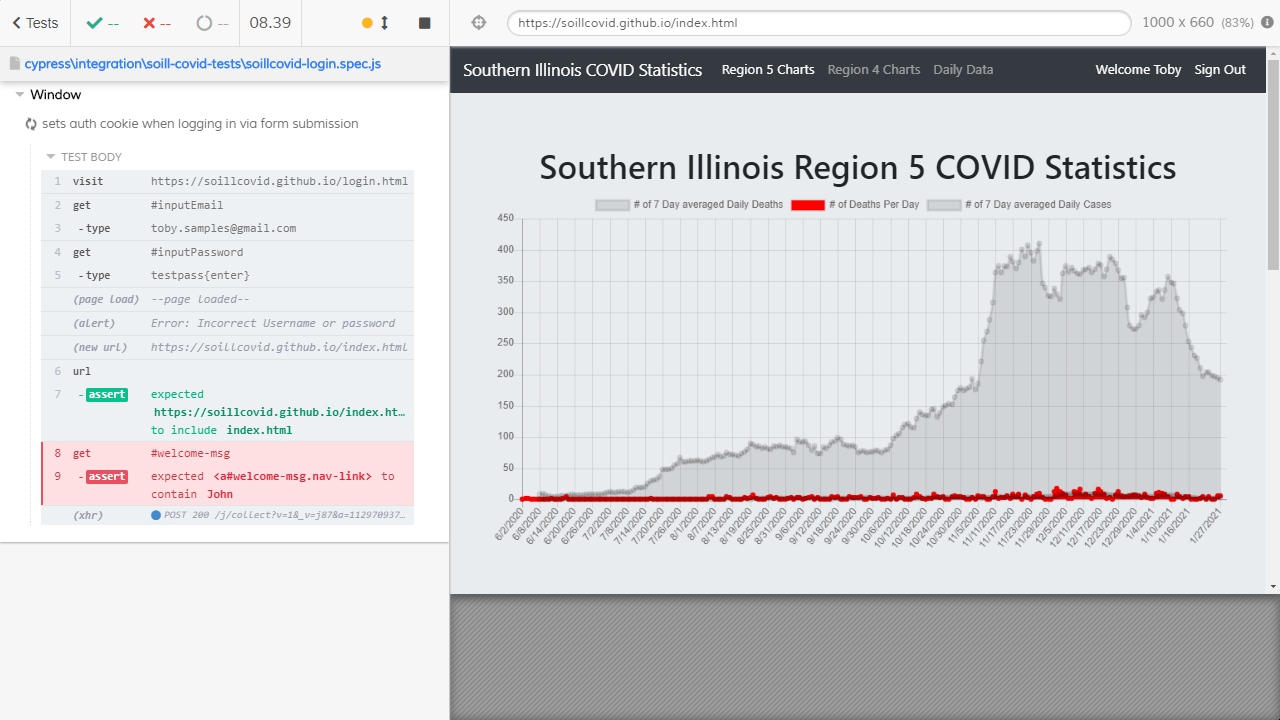 Tests
--
--
--
08.39
https://soillcovid.github.io/index.html
1000 x 660 (83%)
cypress\integration\soill-covid-tests\soillcovid-login.spec.js
Window
sets auth cookie when logging in via form submission
TEST BODY
1 visit https://soillcovid.github.io/login.html
2 get #inputEmail
3 -type toby.samples@gmail.com
4 get #inputPassword
5 -type testpass{enter}
(page load) --page loaded--
(alert) Error: Incorrect Username or password
(new url) https://soillcovid.github.io/index.html
6 url
7 -assert expected
https://soillcovid.github.io/index.ht…
to include index.html
8 get #welcome-msg
9 -assert expected <a#welcome-msg.nav-link> to
contain John
(xhr) POST 200 /j/collect?v=1&_v=j87&a=112970937…
Southern Illinois COVID Statistics Region 5 Charts Region 4 Charts Daily Data Welcome Toby Sign Out
Southern Illinois Region 5 COVID Statistics
# of 7 Day averaged Daily Deaths # of Deaths Per Day # of 7 Day averaged Daily Cases
450
400
350
300
250
200
150
100
50
0
6/2/2020 6/8/2020 6/14/2020 6/20/2020 6/26/2020 7/2/2020 7/8/2020 7/14/2020 7/20/2020 7/26/2020 8/1/2020 8/7/2020 8/13/2020 8/19/2020 8/25/2020 8/31/2020 9/6/2020 9/12/2020 9/18/2020 9/24/2020 9/30/2020 10/6/2020 10/12/2020 10/18/2020 10/24/2020 10/30/2020 11/5/2020 11/11/2020 11/17/2020 11/23/2020 11/29/2020 12/5/2020 12/11/2020 12/17/2020 12/23/2020 12/29/2020 1/4/2021 1/10/2021 1/16/2021 1/27/2021